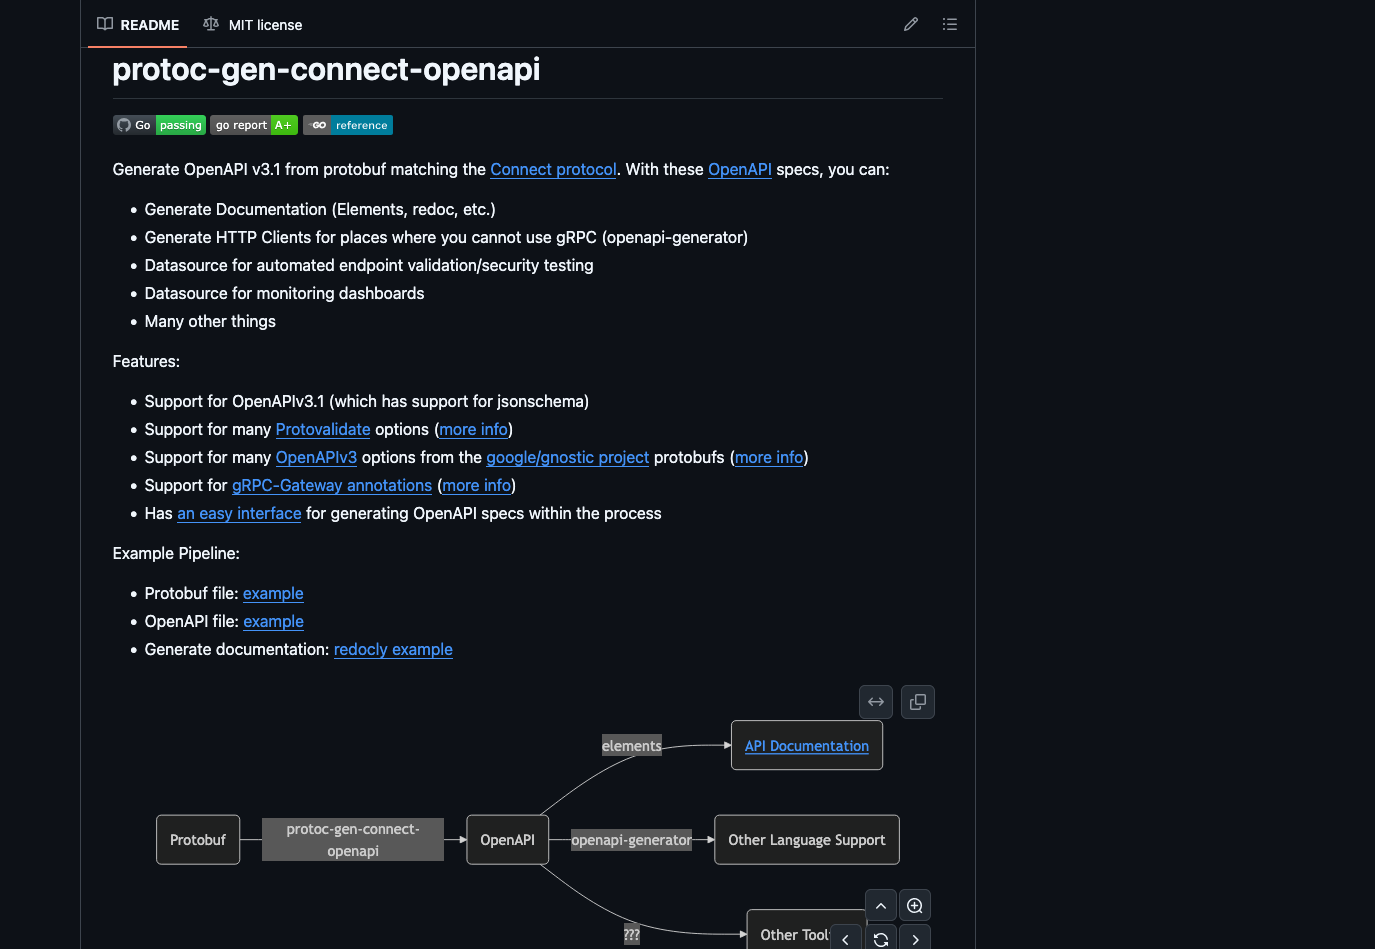 README MIT license
protoc-gen-connect-openapi
Go passing go report A+ GO reference
Generate OpenAPI v3.1 from protobuf matching the Connect protocol. With these OpenAPI specs, you can:
• Generate Documentation (Elements, redoc, etc.)
• Generate HTTP Clients for places where you cannot use gRPC (openapi-generator)
• Datasource for automated endpoint validation/security testing
• Datasource for monitoring dashboards
• Many other things
Features:
• Support for OpenAPIv3.1 (which has support for jsonschema)
• Support for many Protovalidate options (more info)
• Support for many OpenAPIv3 options from the google/gnostic project protobufs (more info)
• Support for gRPC-Gateway annotations (more info)
• Has an easy interface for generating OpenAPI specs within the process
Example Pipeline:
• Protobuf file: example
• OpenAPI file: example
• Generate documentation: redocly example
elements
API Documentation
Protobuf
protoc-gen-connect-
openapi
OpenAPI
openapi-generator
Other Language Support
???
Other Tool